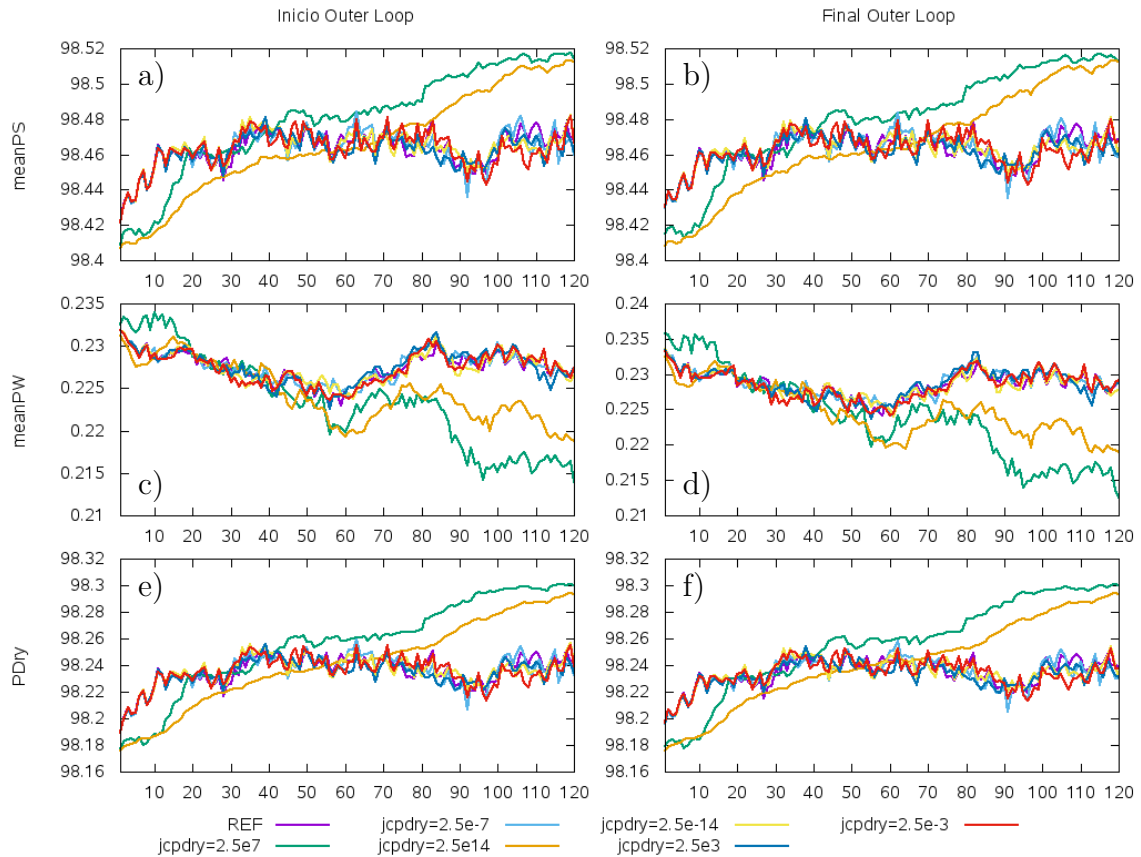 Inicio Outer Loop Final Outer Loop
98.52 98.52
a) b)
98.5 98.5
98.48 98.48
meanPS
98.46 98.46
98.44 98.44
98.42 98.42
98.4 98.4
10 20 30 40 50 60 70 80 90 100 110 120 10 20 30 40 50 60 70 80 90 100 110 120
0.235 0.24
0.23 0.235
0.225 0.23
meanPW
0.22 0.225
0.215 0.22
c) d)
0.21 0.215
0.21
10 20 30 40 50 60 70 80 90 100 110 120 10 20 30 40 50 60 70 80 90 100 110 120
98.32 98.32
e) f)
98.3 98.3
98.28 98.28
98.26 98.26
PDry
98.24 98.24
98.22 98.22
98.2 98.2
98.18 98.18
98.16 98.16
10 20 30 40 50 60 70 80 90 100 110 120 10 20 30 40 50 60 70 80 90 100 110 120
REF jcpdry=2.5e-7 jcpdry=2.5e-14 jcpdry=2.5e-3
jcpdry=2.5e7 jcpdry=2.5e14 jcpdry=2.5e3